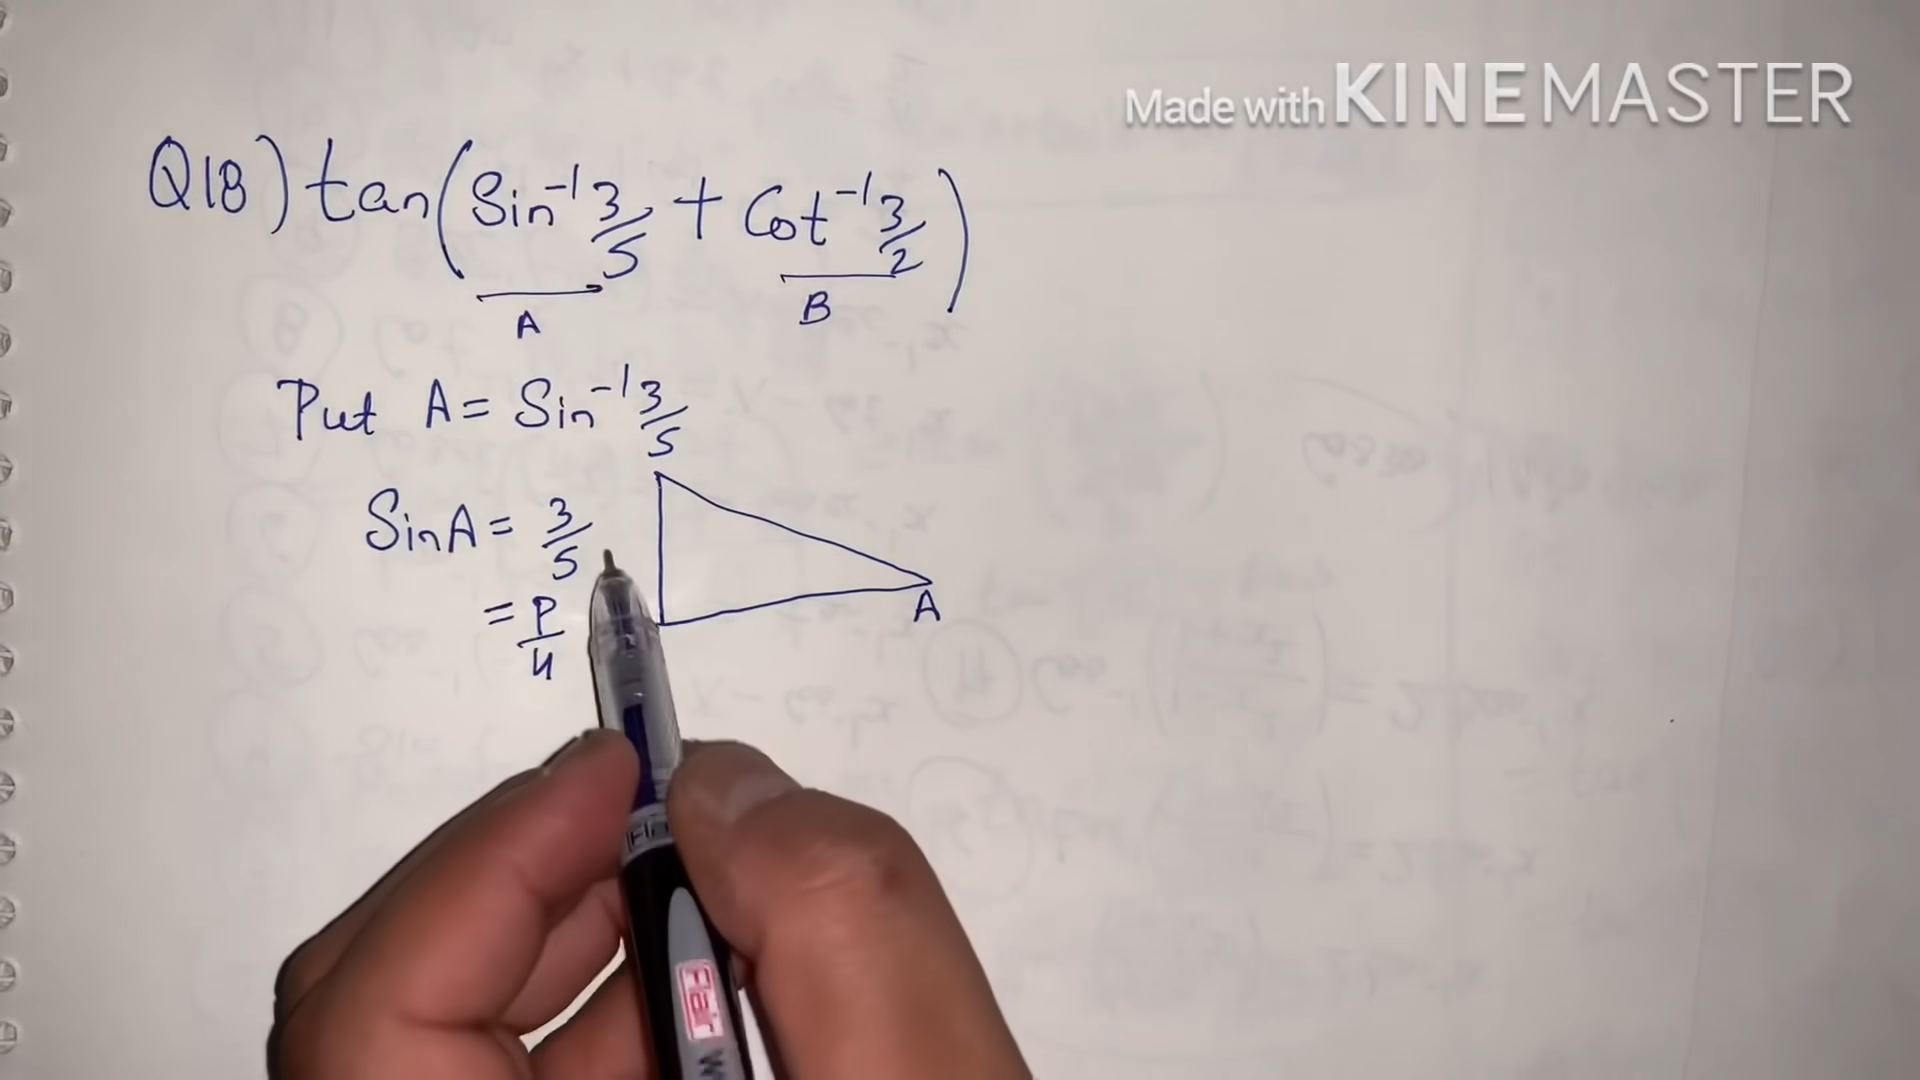 Made with KINEMASTER
Q18) tan(Sin⁻¹ 3/5 + Cot⁻¹ 3/2)
A B
Put A = Sin⁻¹ 3/5
SinA = 3/5
= P/H
A
Flair